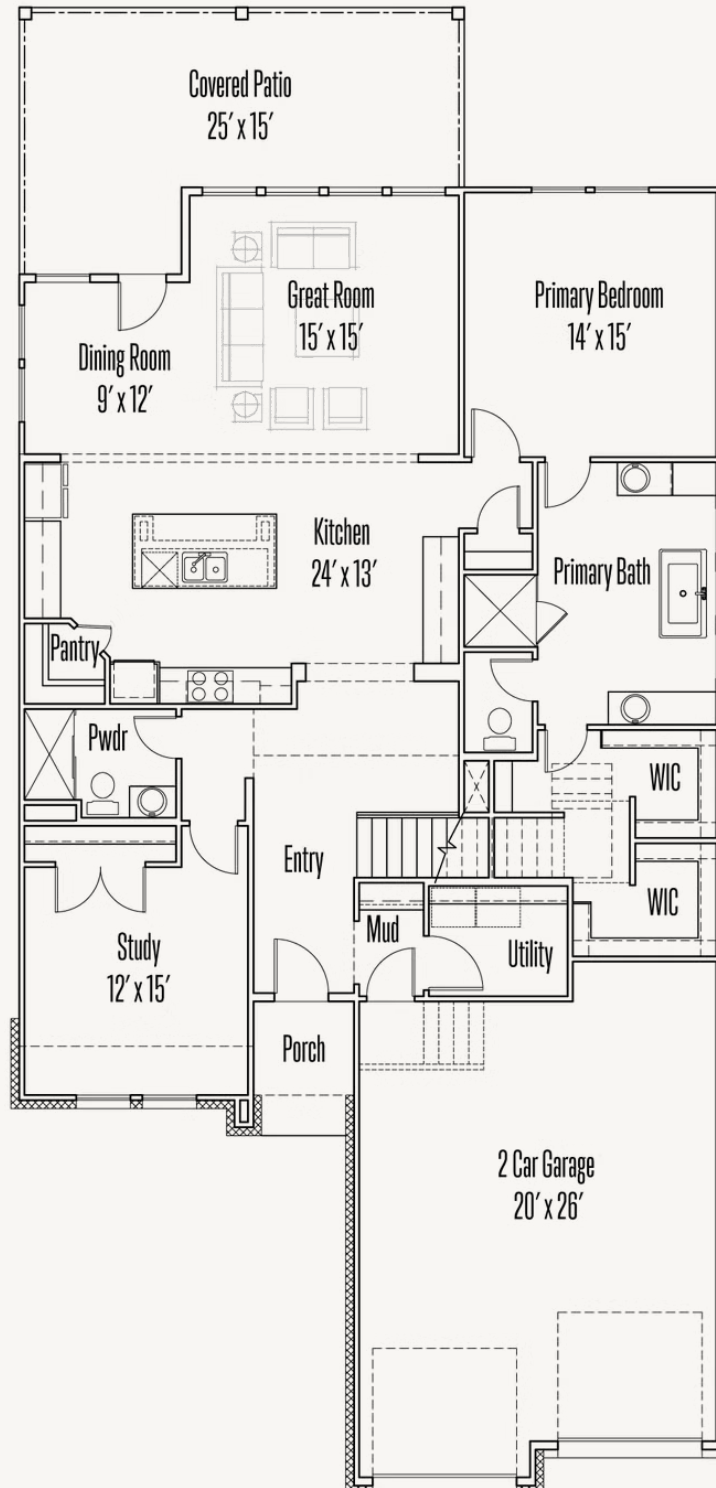 Covered Patio
25' x 15'
Great Room
15' x 15'
Primary Bedroom
14' x 15'
Dining Room
9' x 12'
Kitchen
24' x 13'
Primary Bath
Pantry
Pwdr
WIC
Entry
WIC
Mud
Utility
Study
12' x 15'
Porch
2 Car Garage
20' x 26'